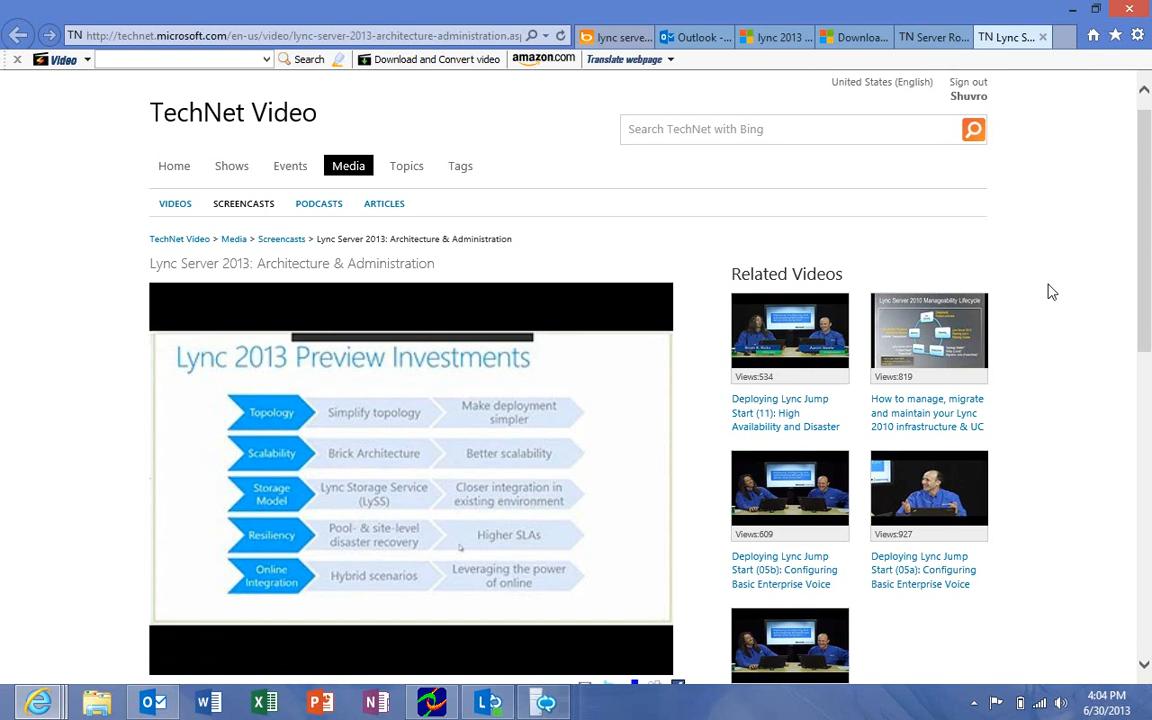 TN http://technet.microsoft.com/en-us/video/lync-server-2013-architecture-administration.as
lync serve...
Outlook -...
lync 2013 ...
Downloa...
TN Server Ro...
TN Lync S...
Video
Search
Download and Convert video
amazon.com
Translate webpage
United States (English)
Sign out
Shuvro
TechNet Video
Search TechNet with Bing
Home
Shows
Events
Media
Topics
Tags
VIDEOS
SCREENCASTS
PODCASTS
ARTICLES
TechNet Video > Media > Screencasts > Lync Server 2013: Architecture & Administration
Lync Server 2013: Architecture & Administration
Lync 2013 Preview Investments
Topology
Simplify topology
Make deployment
simpler
Scalability
Brick Architecture
Better scalability
Storage
Model
Lync Storage Service
(LySS)
Closer integration in
existing environment
Resiliency
Pool- & site-level
disaster recovery
Higher SLAs
Online
Integration
Hybrid scenarios
Leveraging the power
of online
Related Videos
Views:534
Deploying Lync Jump
Start (11): High
Availability and Disaster
Lync Server 2010 Manageability Lifecycle
Views:819
How to manage, migrate
and maintain your Lync
2010 infrastructure & UC
Views:609
Deploying Lync Jump
Start (05b): Configuring
Basic Enterprise Voice
Views:927
Deploying Lync Jump
Start (05a): Configuring
Basic Enterprise Voice
4:04 PM
6/30/2013